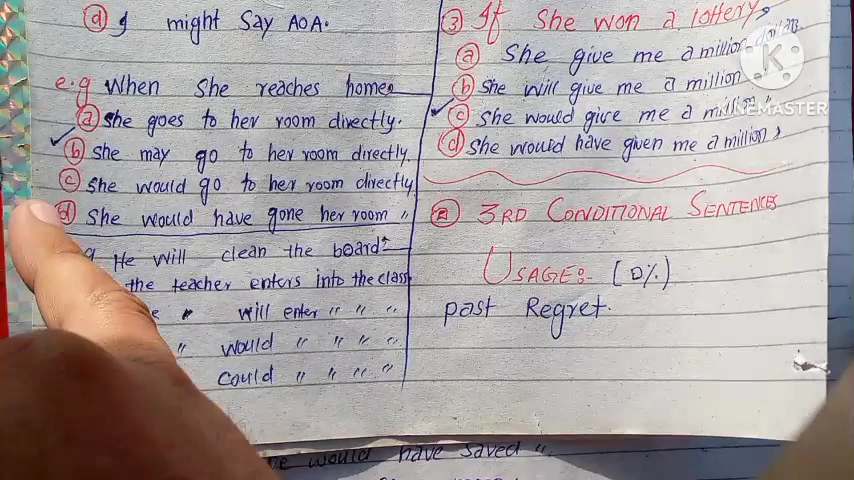 (a) I might Say AOA.
e.g When She reaches home
(a) She goes to her room directly.
(b) She may go to her room directly.
(c) She would go to her room directly
(d) She would have gone her room "
He will clean the board
the teacher enters into the class
" will enter " " "
" would " " " "
could " " " "
(3) If She won a lottery,
(a) She give me a million dollars
(b) She will give me a million
(c) She would give me a million "
(d) She would have given me a million
(2) 3RD CONDITIONAL SENTENCES
USAGE:- (0%)
past Regret.
would have saved "
KINEMASTER